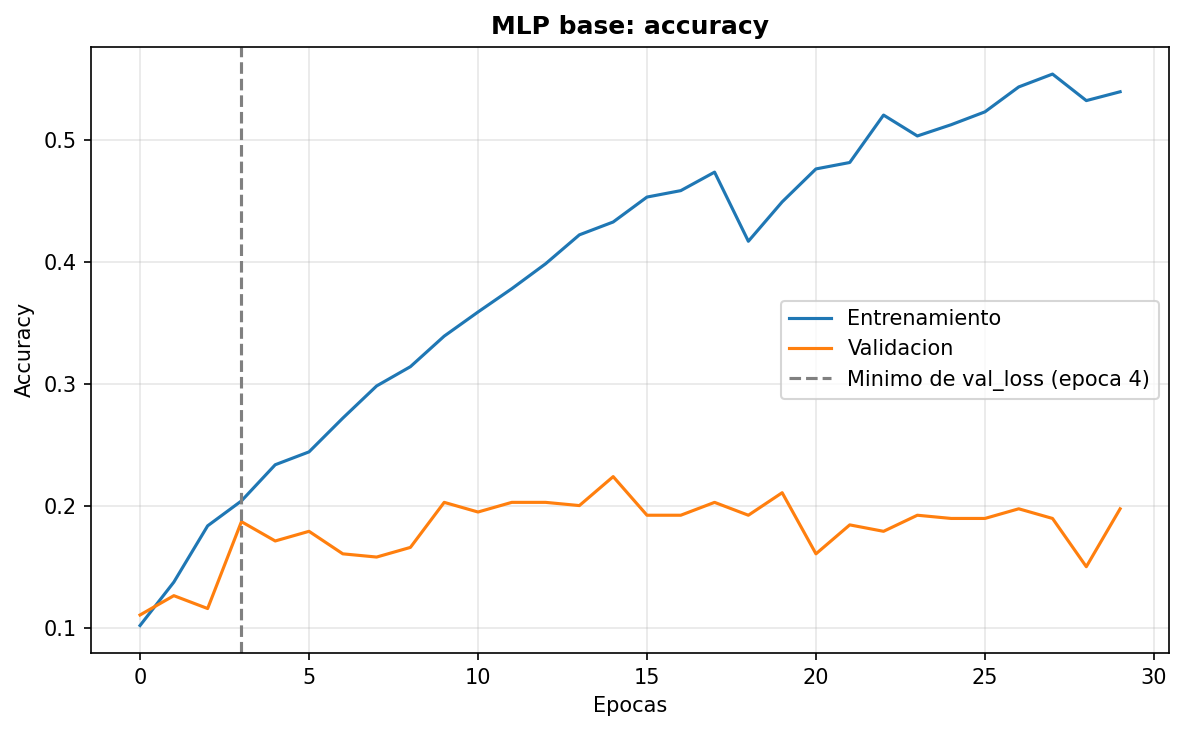 MLP base: accuracy
Accuracy
0.5
0.4
0.3
0.2
0.1
Entrenamiento
Validacion
Minimo de val_loss (epoca 4)
0 5 10 15 20 25 30
Epocas